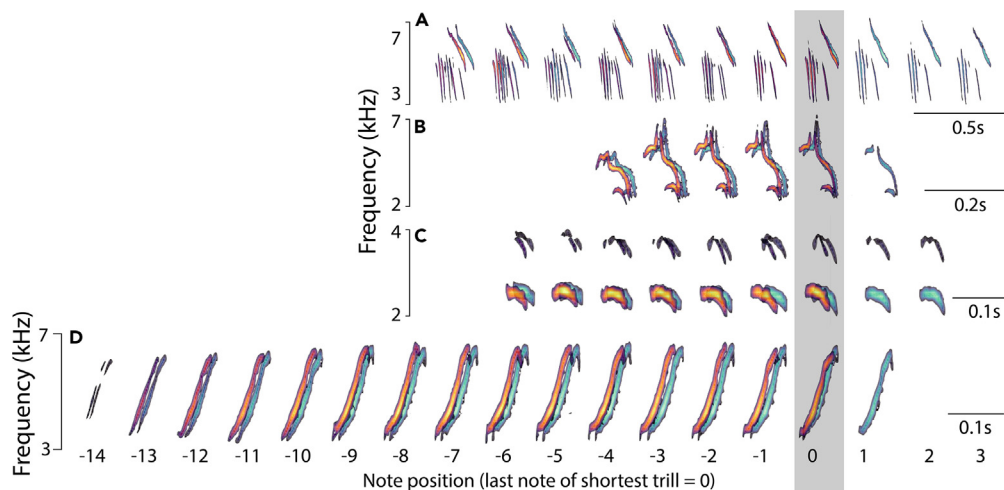 A
7
3
Frequency (kHz)
0.5s
B
7
2
0.2s
C
4
2
0.1s
D
7
3
Frequency (kHz)
0.1s
-14 -13 -12 -11 -10 -9 -8 -7 -6 -5 -4 -3 -2 -1 0 1 2 3
Note position (last note of shortest trill = 0)